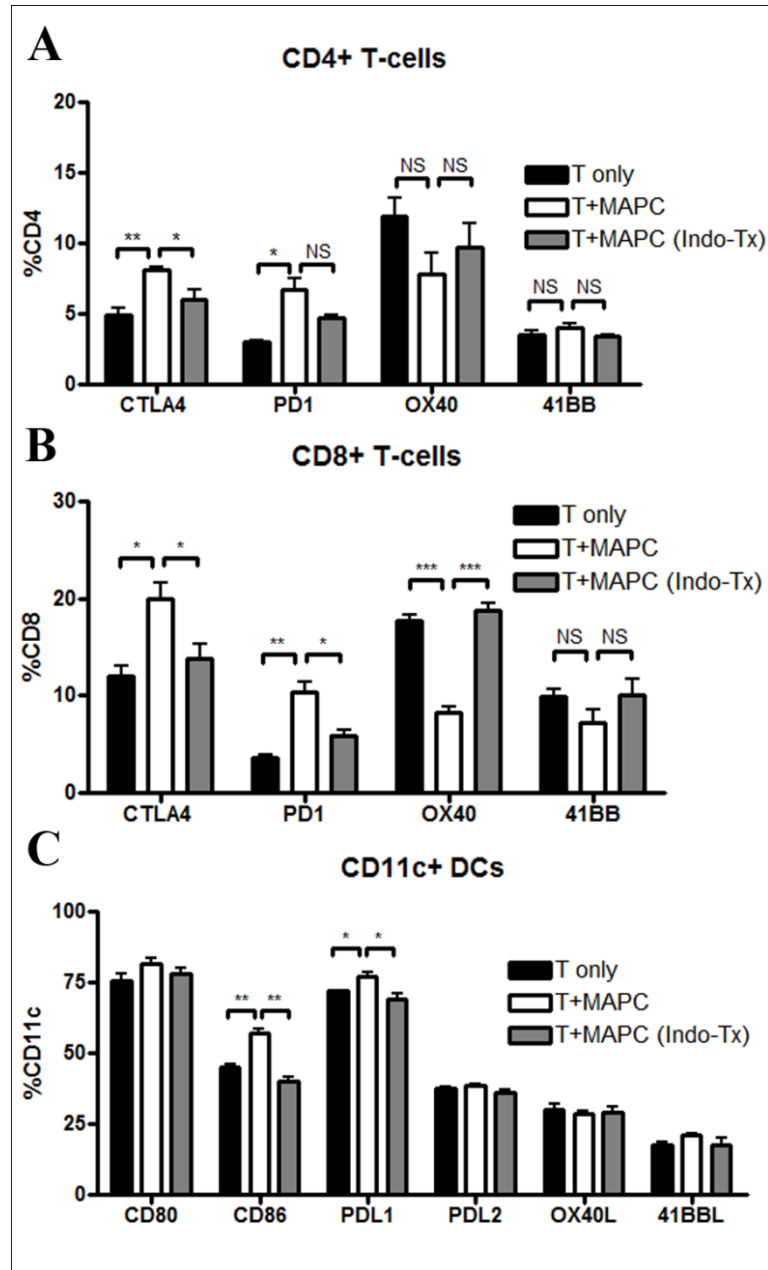 A
CD4+ T-cells
20
15
10
5
0
%CD4
NS NS
** *
* NS
NS NS
T only
T+MAPC
T+MAPC (Indo-Tx)
CTLA4 PD1 OX40 41BB
B
CD8+ T-cells
30
20
10
0
%CD8
* *
** *
*** ***
NS NS
T only
T+MAPC
T+MAPC (Indo-Tx)
CTLA4 PD1 OX40 41BB
C
CD11c+ DCs
100
75
50
25
0
%CD11c
** **
* *
T only
T+MAPC
T+MAPC (Indo-Tx)
CD80 CD86 PDL1 PDL2 OX40L 41BBL